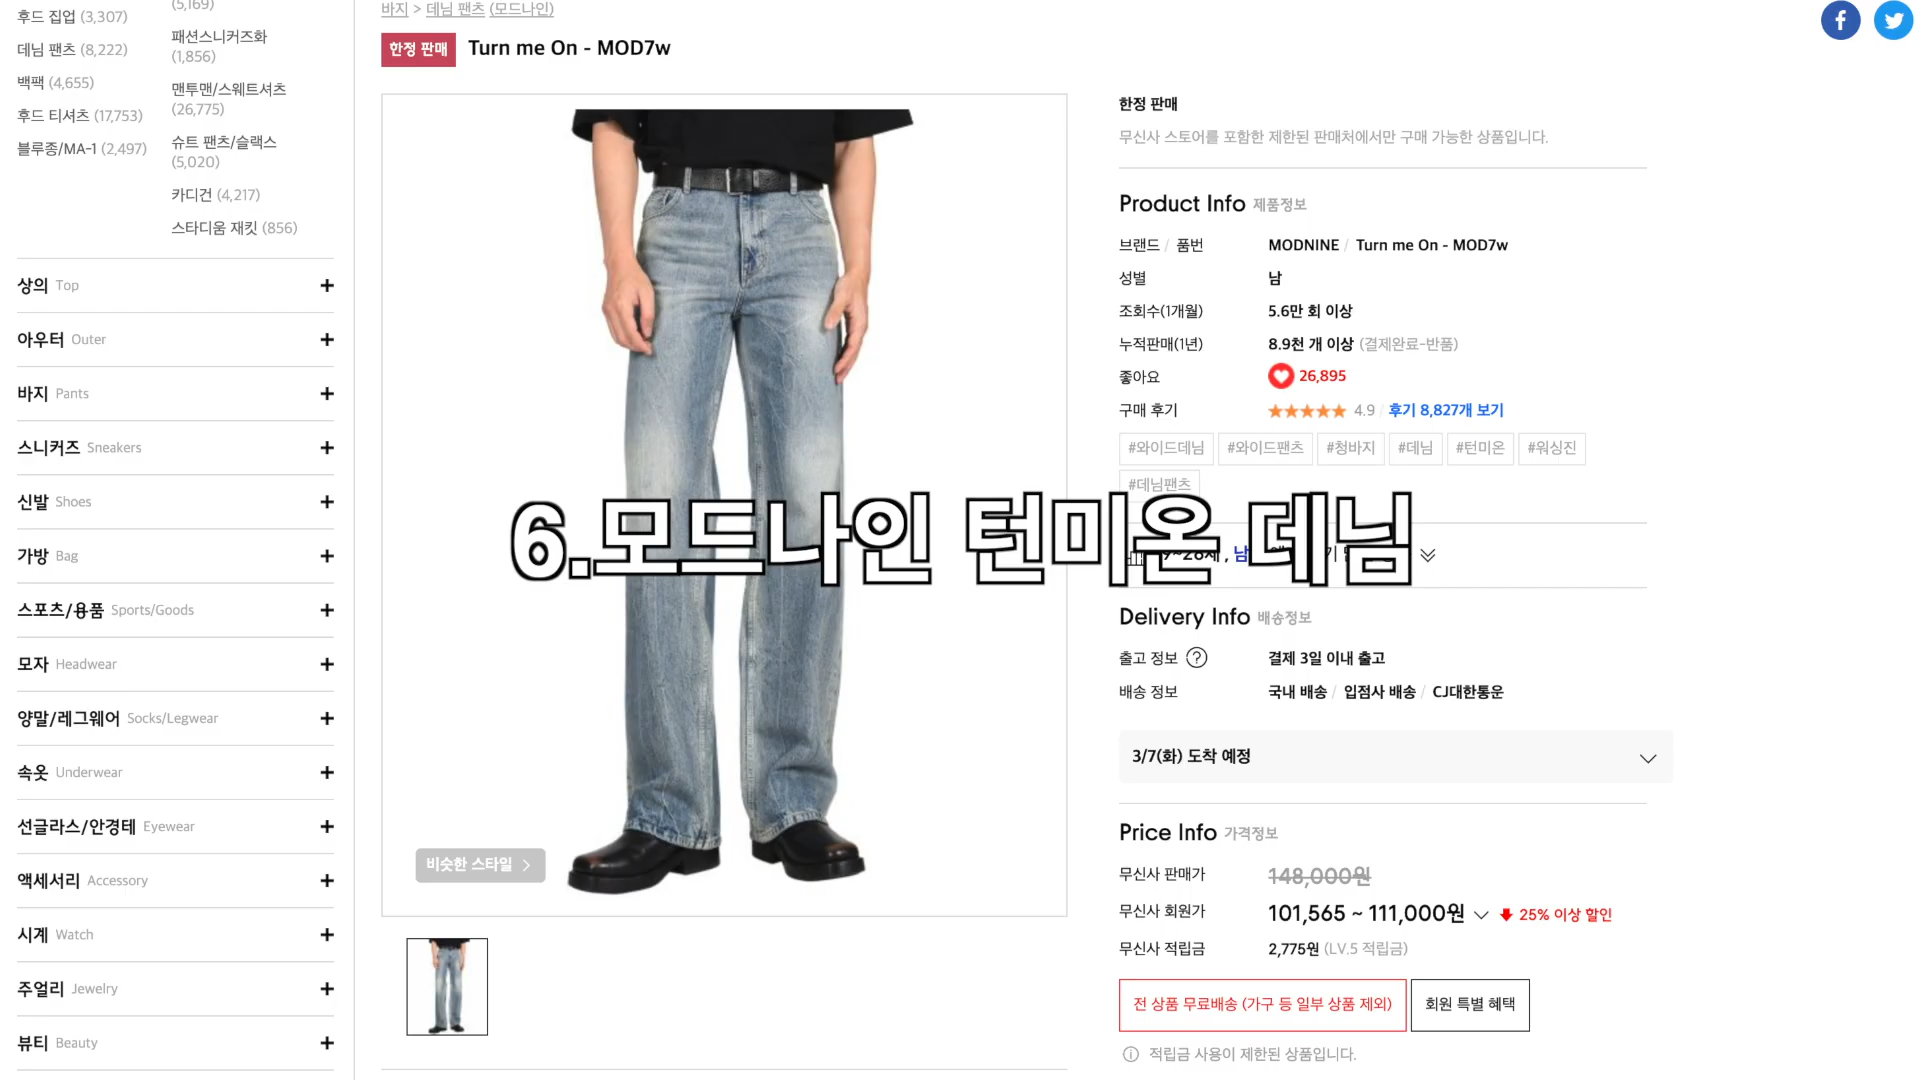 (5,169)
후드 집업 (3,307)
데님 팬츠 (8,222)
백팩 (4,655)
후드 티셔츠 (17,753)
블루종/MA-1 (2,497)
패션스니커즈화
(1,856)
맨투맨/스웨트셔츠
(26,775)
슈트 팬츠/슬랙스
(5,020)
카디건 (4,217)
스타디움 재킷 (856)
상의 Top
아우터 Outer
바지 Pants
스니커즈 Sneakers
신발 Shoes
가방 Bag
스포츠/용품 Sports/Goods
모자 Headwear
양말/레그웨어 Socks/Legwear
속옷 Underwear
선글라스/안경테 Eyewear
액세서리 Accessory
시계 Watch
주얼리 Jewelry
뷰티 Beauty
바지 > 데님 팬츠 (모드나인)
한정 판매 Turn me On - MOD7w
비슷한 스타일
6.모드나인 턴미온 데님
한정 판매
무신사 스토어를 포함한 제한된 판매처에서만 구매 가능한 상품입니다.
Product Info 제품정보
브랜드 / 품번 MODNINE / Turn me On - MOD7w
성별 남
조회수(1개월) 5.6만 회 이상
누적판매(1년) 8.9천 개 이상 (결제완료-반품)
좋아요 26,895
구매 후기 ★★★★★ 4.9 / 후기 8,827개 보기
#와이드데님 #와이드팬츠 #청바지 #데님 #턴미온 #워싱진
#데님팬츠
, 남
Delivery Info 배송정보
출고 정보 ? 결제 3일 이내 출고
배송 정보 국내 배송 / 입점사 배송 / CJ대한통운
3/7(화) 도착 예정
Price Info 가격정보
무신사 판매가 148,000원
무신사 회원가 101,565 ~ 111,000원 25% 이상 할인
무신사 적립금 2,775원 (LV.5 적립금)
전 상품 무료배송 (가구 등 일부 상품 제외) 회원 특별 혜택
적립금 사용이 제한된 상품입니다.